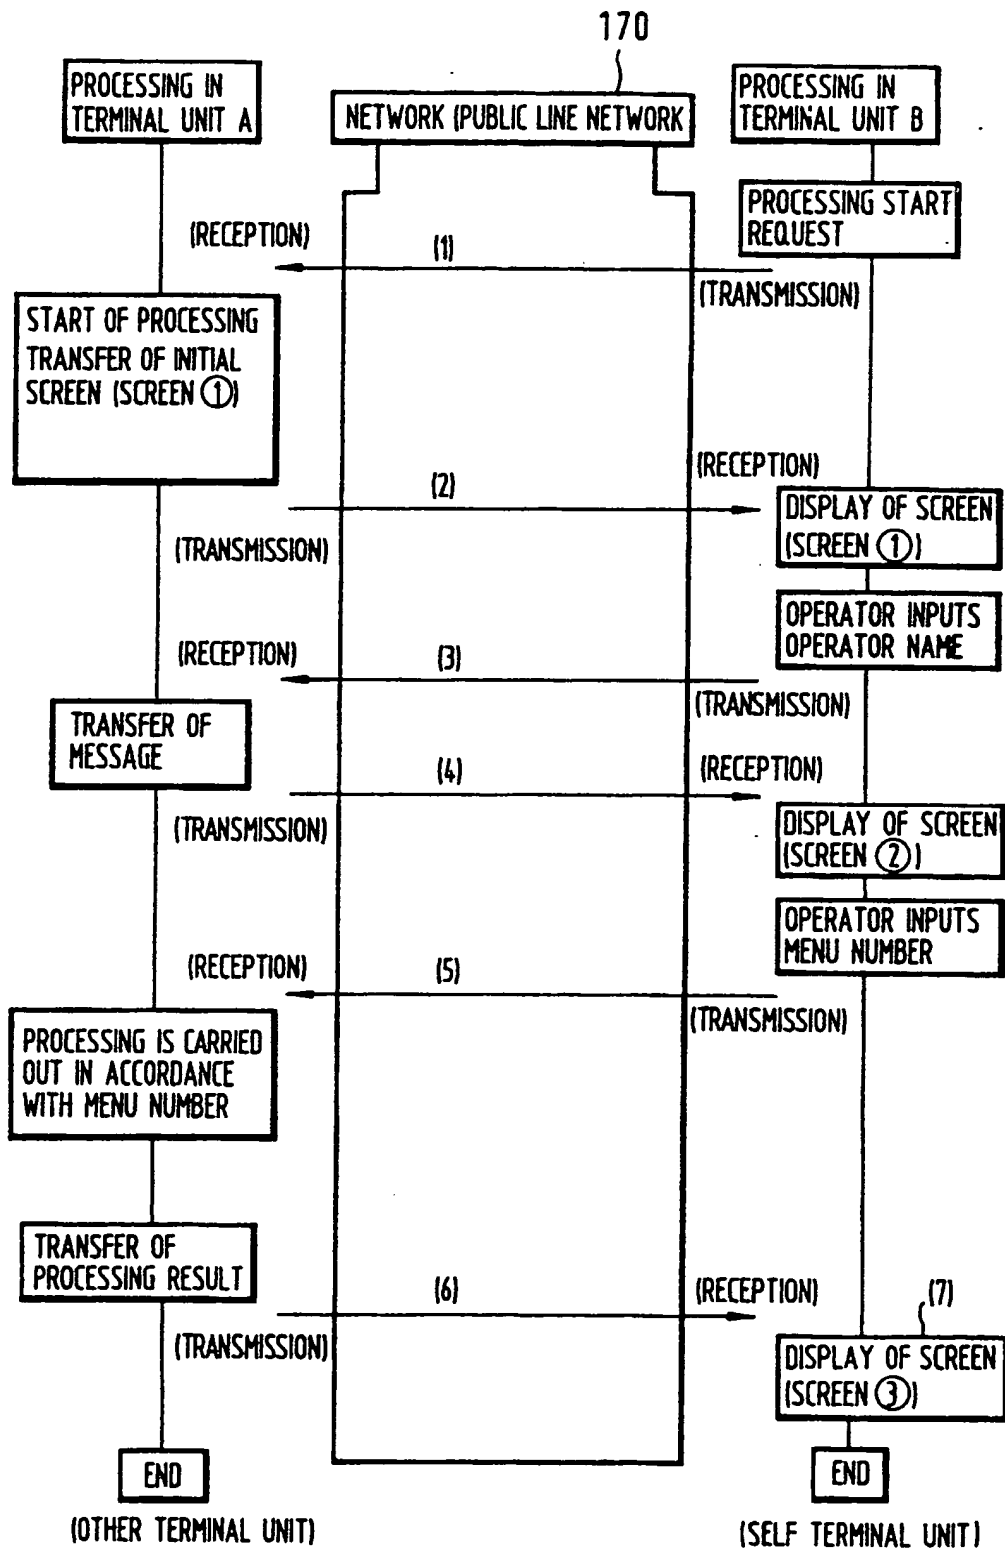 170
PROCESSING IN
TERMINAL UNIT A
NETWORK (PUBLIC LINE NETWORK
PROCESSING IN
TERMINAL UNIT B
PROCESSING START
REQUEST
(RECEPTION)
(1)
(TRANSMISSION)
START OF PROCESSING
TRANSFER OF INITIAL
SCREEN (SCREEN ①)
(RECEPTION)
(2)
(TRANSMISSION)
DISPLAY OF SCREEN
(SCREEN ①)
OPERATOR INPUTS
OPERATOR NAME
(RECEPTION)
(3)
(TRANSMISSION)
TRANSFER OF
MESSAGE
(4)
(RECEPTION)
(TRANSMISSION)
DISPLAY OF SCREEN
(SCREEN ②)
OPERATOR INPUTS
MENU NUMBER
(RECEPTION)
(5)
(TRANSMISSION)
PROCESSING IS CARRIED
OUT IN ACCORDANCE
WITH MENU NUMBER
TRANSFER OF
PROCESSING RESULT
(6)
(RECEPTION)
(7)
(TRANSMISSION)
DISPLAY OF SCREEN
(SCREEN ③)
END
END
(OTHER TERMINAL UNIT)
(SELF TERMINAL UNIT)